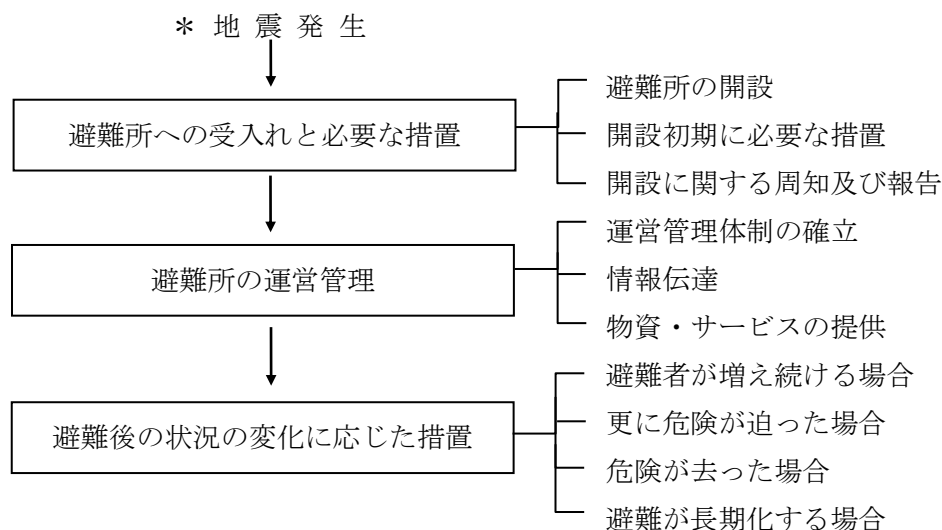 ＊ 地 震 発 生
避難所への受入れと必要な措置
避難所の開設
開設初期に必要な措置
開設に関する周知及び報告
避難所の運営管理
運営管理体制の確立
情報伝達
物資・サービスの提供
避難後の状況の変化に応じた措置
避難者が増え続ける場合
更に危険が迫った場合
危険が去った場合
避難が長期化する場合